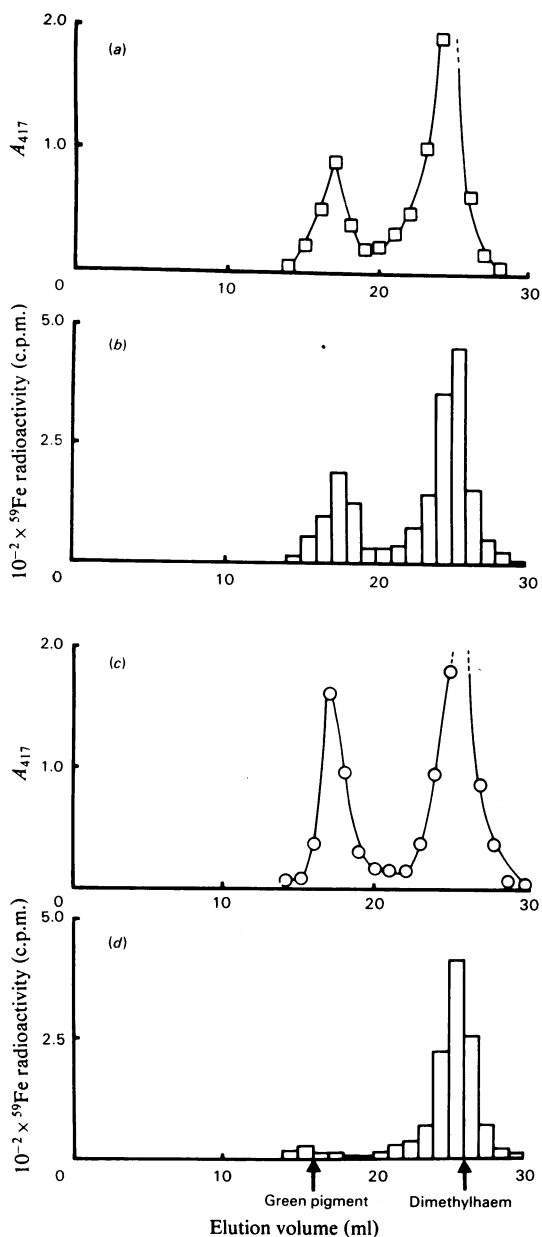 2.0
(a)
A417
1.0
0
10
20
30
5.0
(b)
10−2 × 59Fe radioactivity (c.p.m.)
2.5
0
10
20
30
2.0
(c)
A417
1.0
0
10
20
30
5.0
(d)
10−2 × 59Fe radioactivity (c.p.m.)
2.5
0
10
20
30
Green pigment
Dimethylhaem
Elution volume (ml)